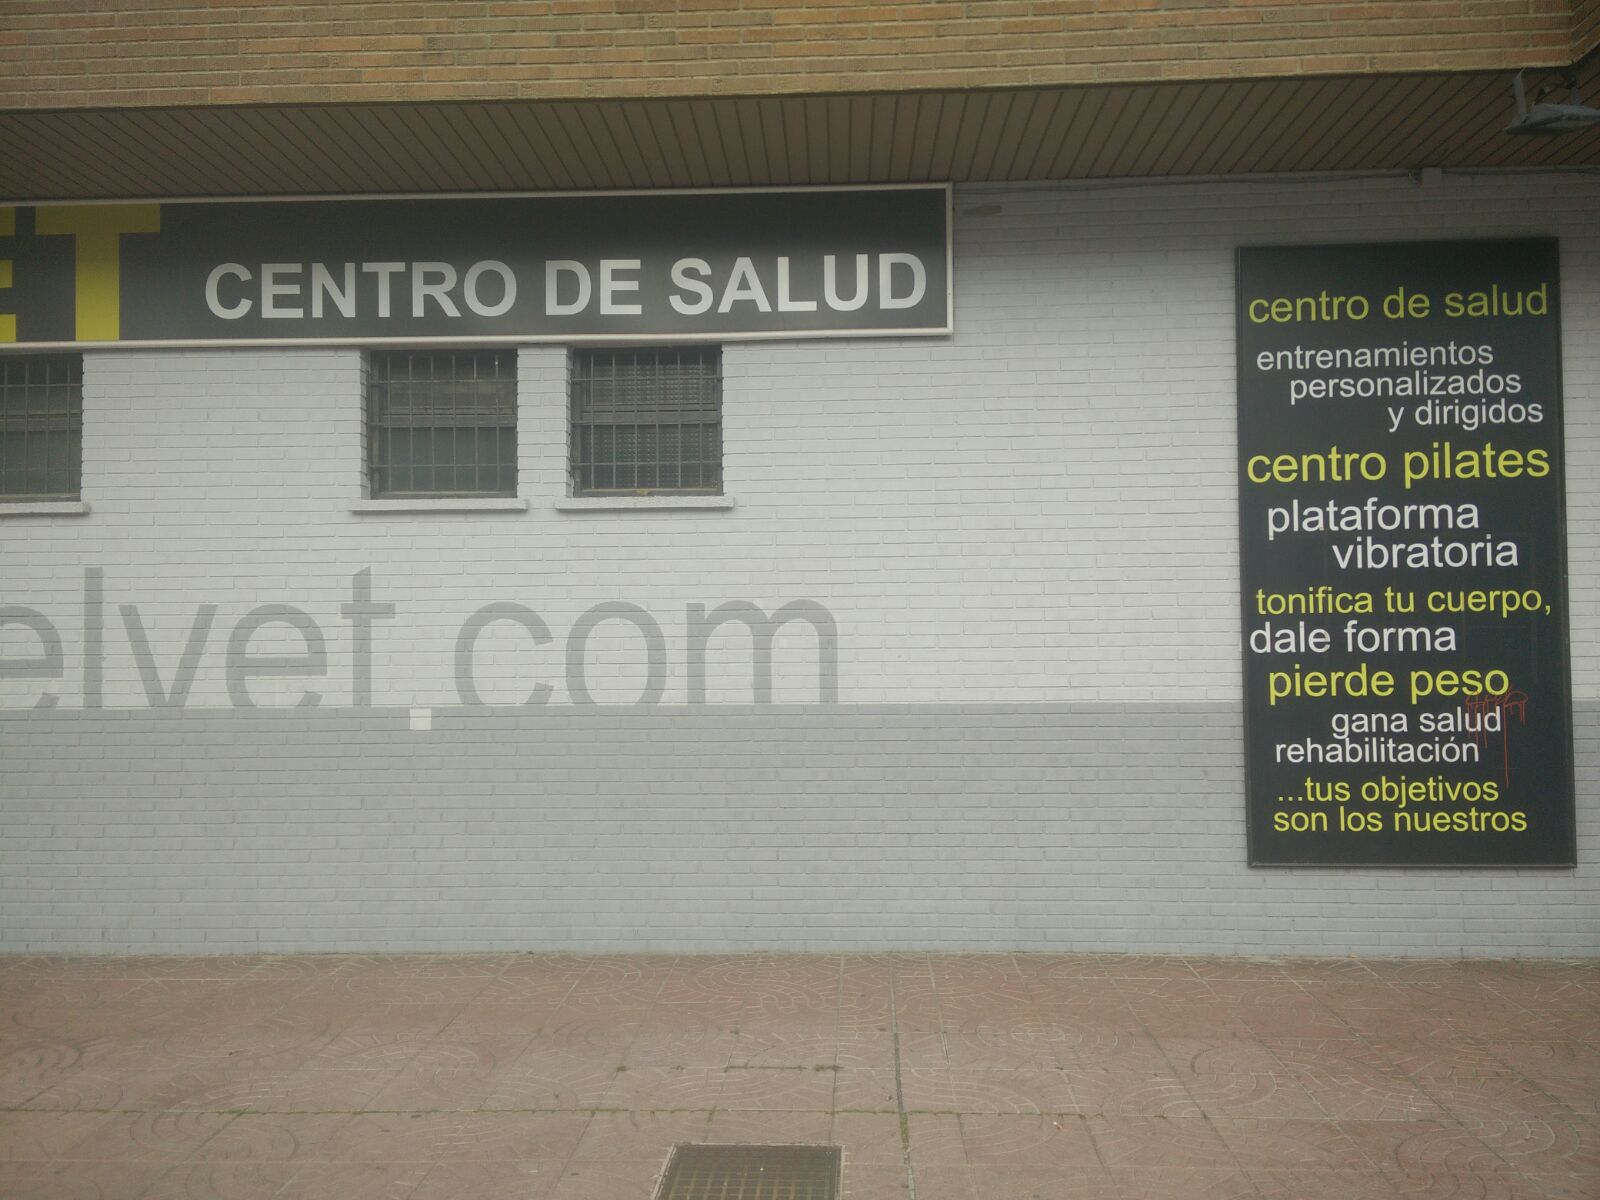 ET
CENTRO DE SALUD
elvet.com
centro de salud
entrenamientos
personalizados
y dirigidos
centro pilates
plataforma
vibratoria
tonifica tu cuerpo,
dale forma
pierde peso
gana salud
rehabilitación
...tus objetivos
son los nuestros